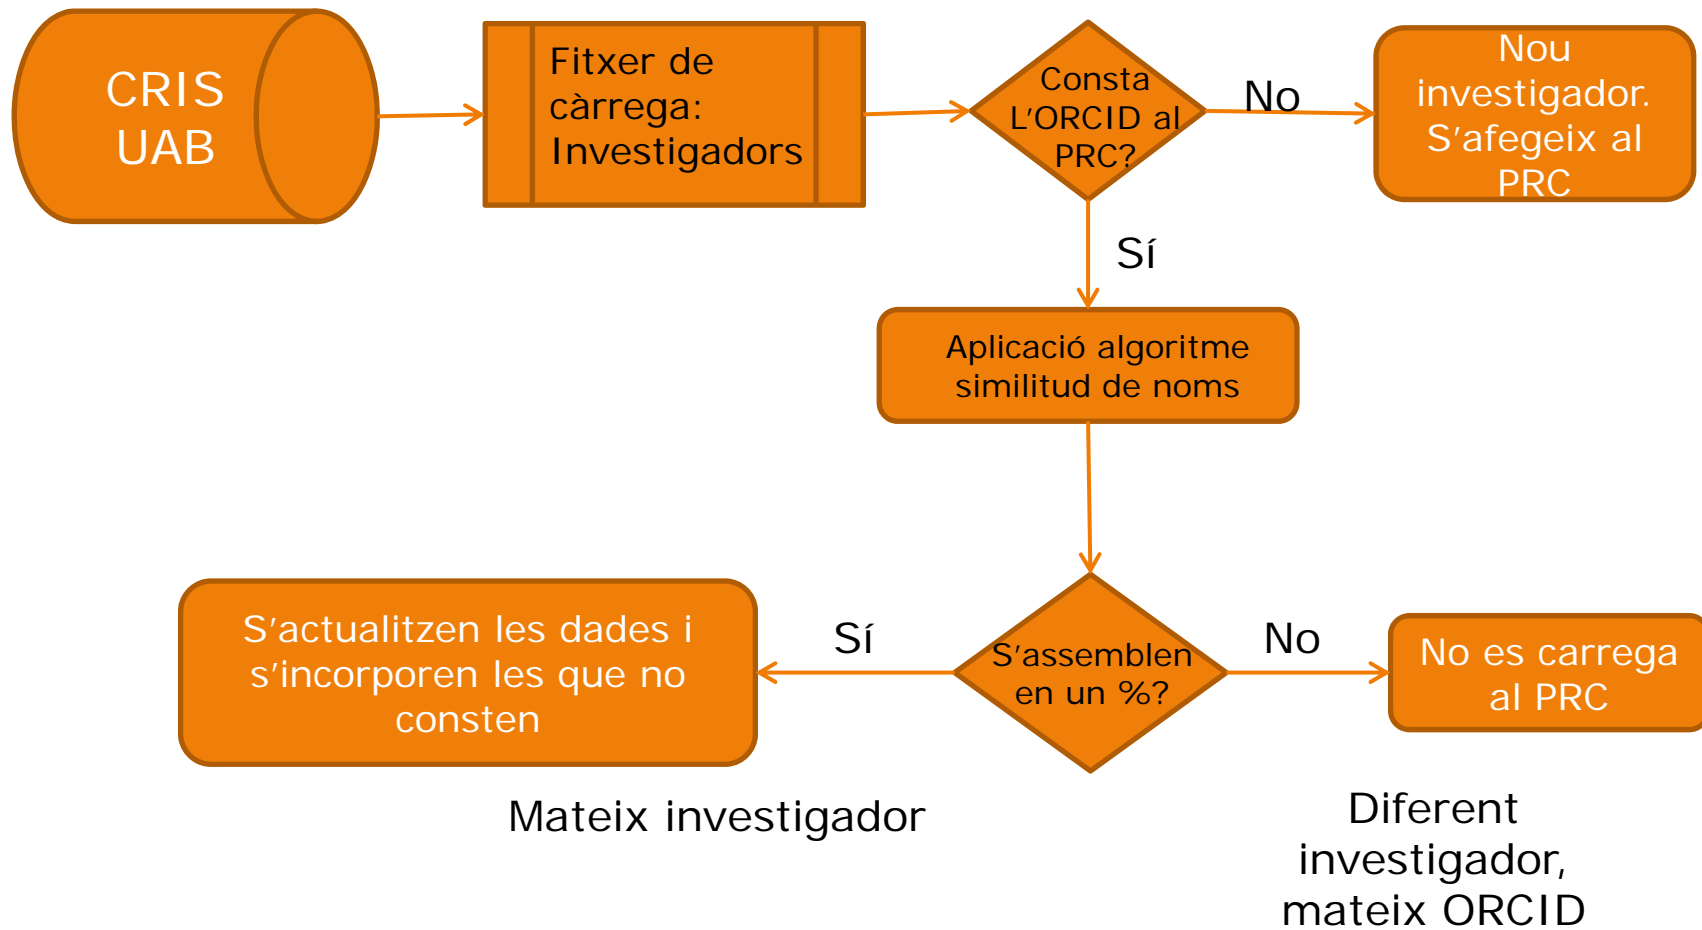 CRIS
UAB
Fitxer de
càrrega:
Investigadors
Consta
L’ORCID al
PRC?
No
Nou
investigador.
S’afegeix al
PRC
Sí
Aplicació algoritme
similitud de noms
S’actualitzen les dades i
s’incorporen les que no
consten
Sí
S’assemblen
en un %?
No
No es carrega
al PRC
Mateix investigador
Diferent
investigador,
mateix ORCID